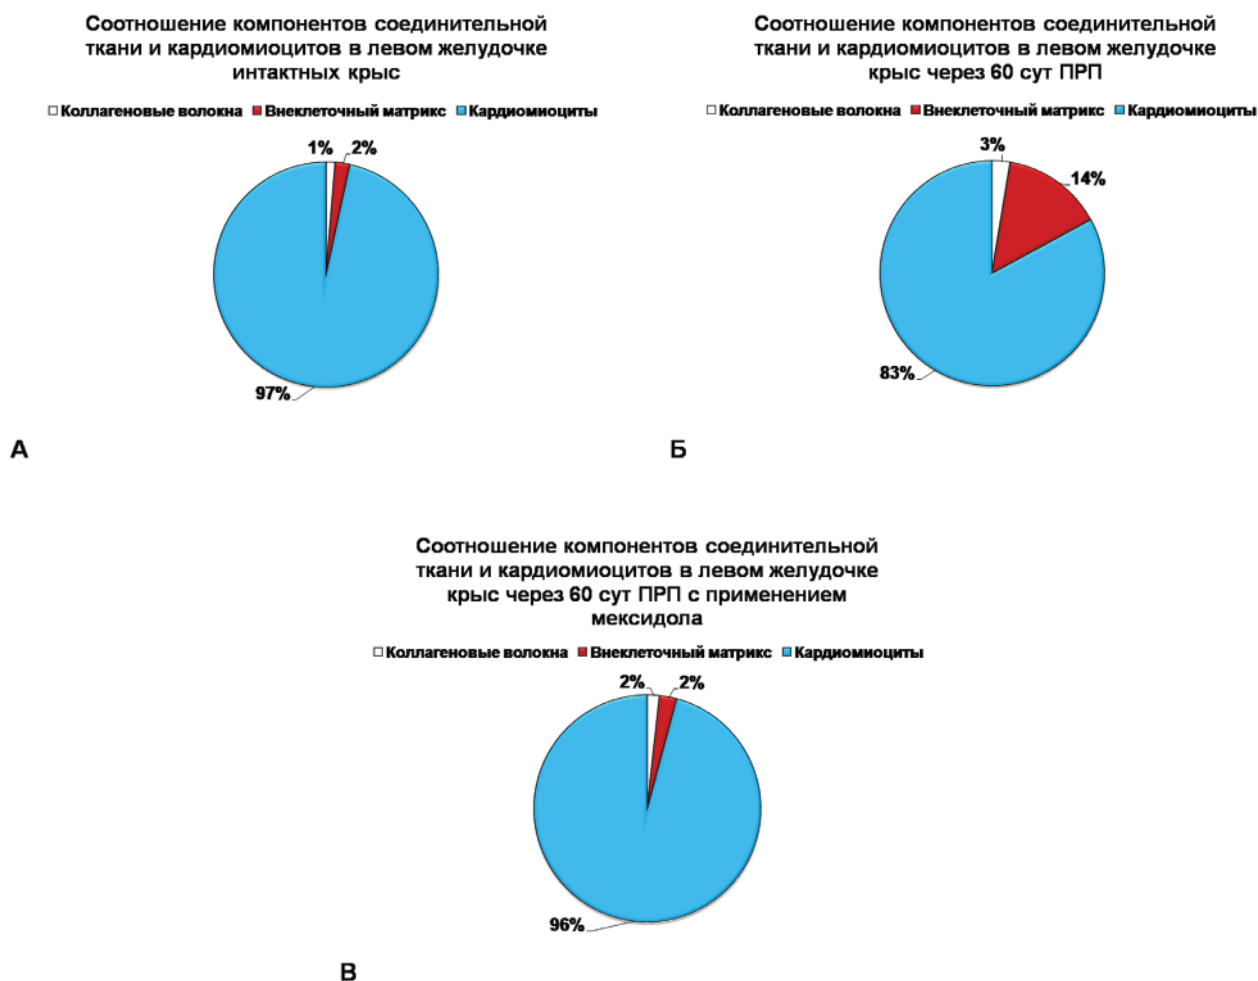 Соотношение компонентов соединительной
ткани и кардиомиоцитов в левом желудочке
интактных крыс
Коллагеновые волокна Внеклеточный матрикс Кардиомиоциты
1% 2%
97%
А
Соотношение компонентов соединительной
ткани и кардиомиоцитов в левом желудочке
крыс через 60 сут ПРП
Коллагеновые волокна Внеклеточный матрикс Кардиомиоциты
3%
14%
83%
Б
Соотношение компонентов соединительной
ткани и кардиомиоцитов в левом желудочке
крыс через 60 сут ПРП с применением
мексидола
Коллагеновые волокна Внеклеточный матрикс Кардиомиоциты
2% 2%
96%
В